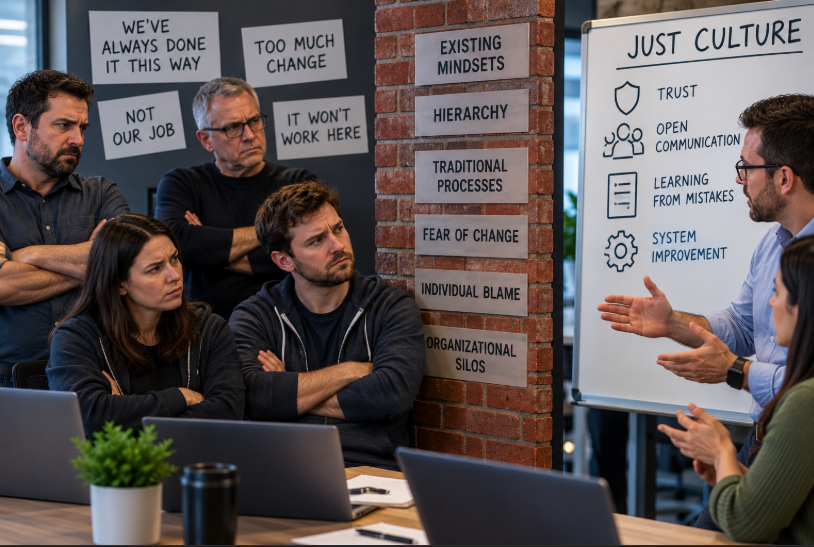 WE'VE
ALWAYS DONE
IT THIS WAY
TOO MUCH
CHANGE
NOT
OUR JOB
IT WON'T
WORK HERE
EXISTING
MINDSETS
HIERARCHY
TRADITIONAL
PROCESSES
FEAR OF CHANGE
INDIVIDUAL BLAME
ORGANIZATIONAL
SILOS
JUST CULTURE
TRUST
OPEN
COMMUNICATION
LEARNING
FROM MISTAKES
SYSTEM
IMPROVEMENT